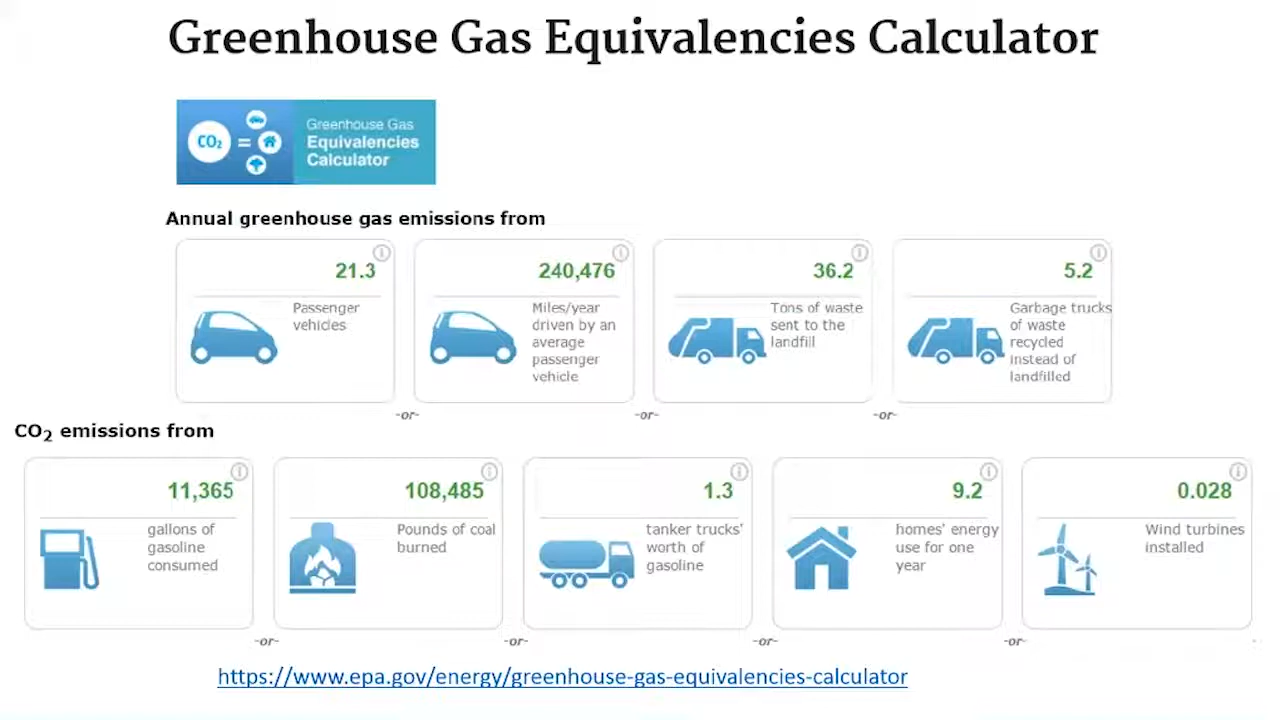 Greenhouse Gas Equivalencies Calculator
CO₂ =
Greenhouse Gas
Equivalencies
Calculator
Annual greenhouse gas emissions from
21.3
Passenger
vehicles
-or-
240,476
Miles/year
driven by an
average
passenger
vehicle
-or-
36.2
Tons of waste
sent to the
landfill
-or-
5.2
Garbage trucks
of waste
recycled
instead of
landfilled
CO₂ emissions from
11,365
gallons of
gasoline
consumed
-or-
108,485
Pounds of coal
burned
-or-
1.3
tanker trucks'
worth of
gasoline
-or-
9.2
homes' energy
use for one
year
-or-
0.028
Wind turbines
installed
https://www.epa.gov/energy/greenhouse-gas-equivalencies-calculator